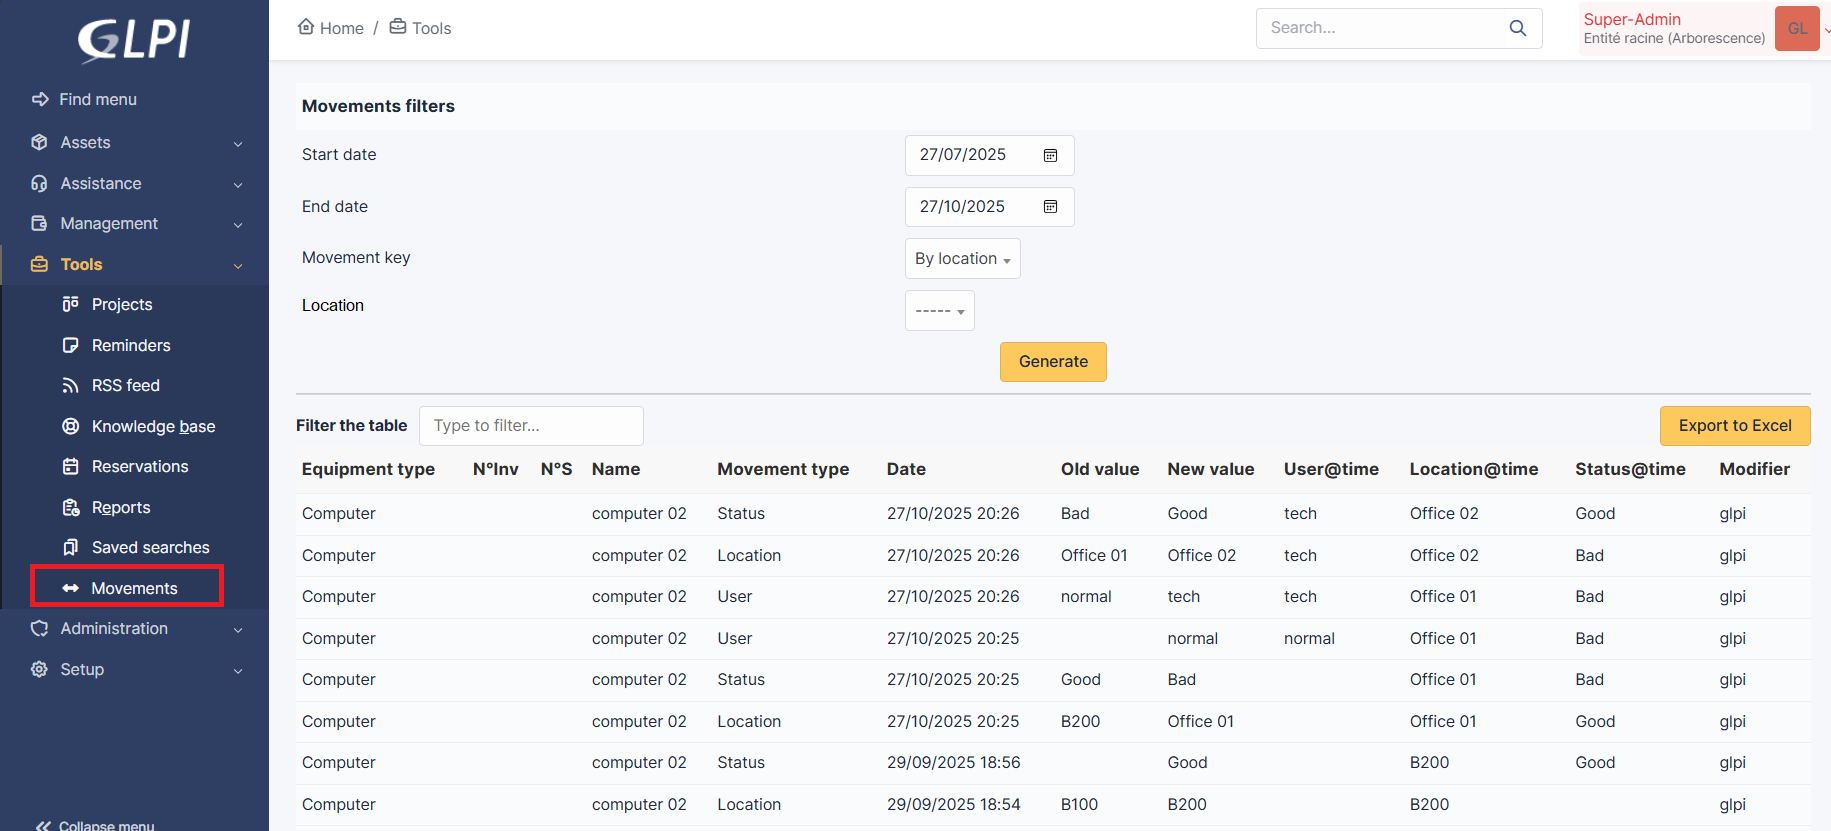 GLPI
Find menu
Assets
Assistance
Management
Tools
Projects
Reminders
RSS feed
Knowledge base
Reservations
Reports
Saved searches
Movements
Administration
Setup
Collapse menu
Home / Tools
Search...
Super-Admin
Entité racine (Arborescence)
GL
Movements filters
Start date 27/07/2025
End date 27/10/2025
Movement key By location
Location -----
Generate
Filter the table Type to filter... Export to Excel
Equipment type N°Inv N°S Name Movement type Date Old value New value User@time Location@time Status@time Modifier
Computer computer 02 Status 27/10/2025 20:26 Bad Good tech Office 02 Good glpi
Computer computer 02 Location 27/10/2025 20:26 Office 01 Office 02 tech Office 02 Bad glpi
Computer computer 02 User 27/10/2025 20:26 normal tech tech Office 01 Bad glpi
Computer computer 02 User 27/10/2025 20:25 normal normal Office 01 Bad glpi
Computer computer 02 Status 27/10/2025 20:25 Good Bad Office 01 Bad glpi
Computer computer 02 Location 27/10/2025 20:25 B200 Office 01 Office 01 Good glpi
Computer computer 02 Status 29/09/2025 18:56 Good B200 Good glpi
Computer computer 02 Location 29/09/2025 18:54 B100 B200 B200 glpi